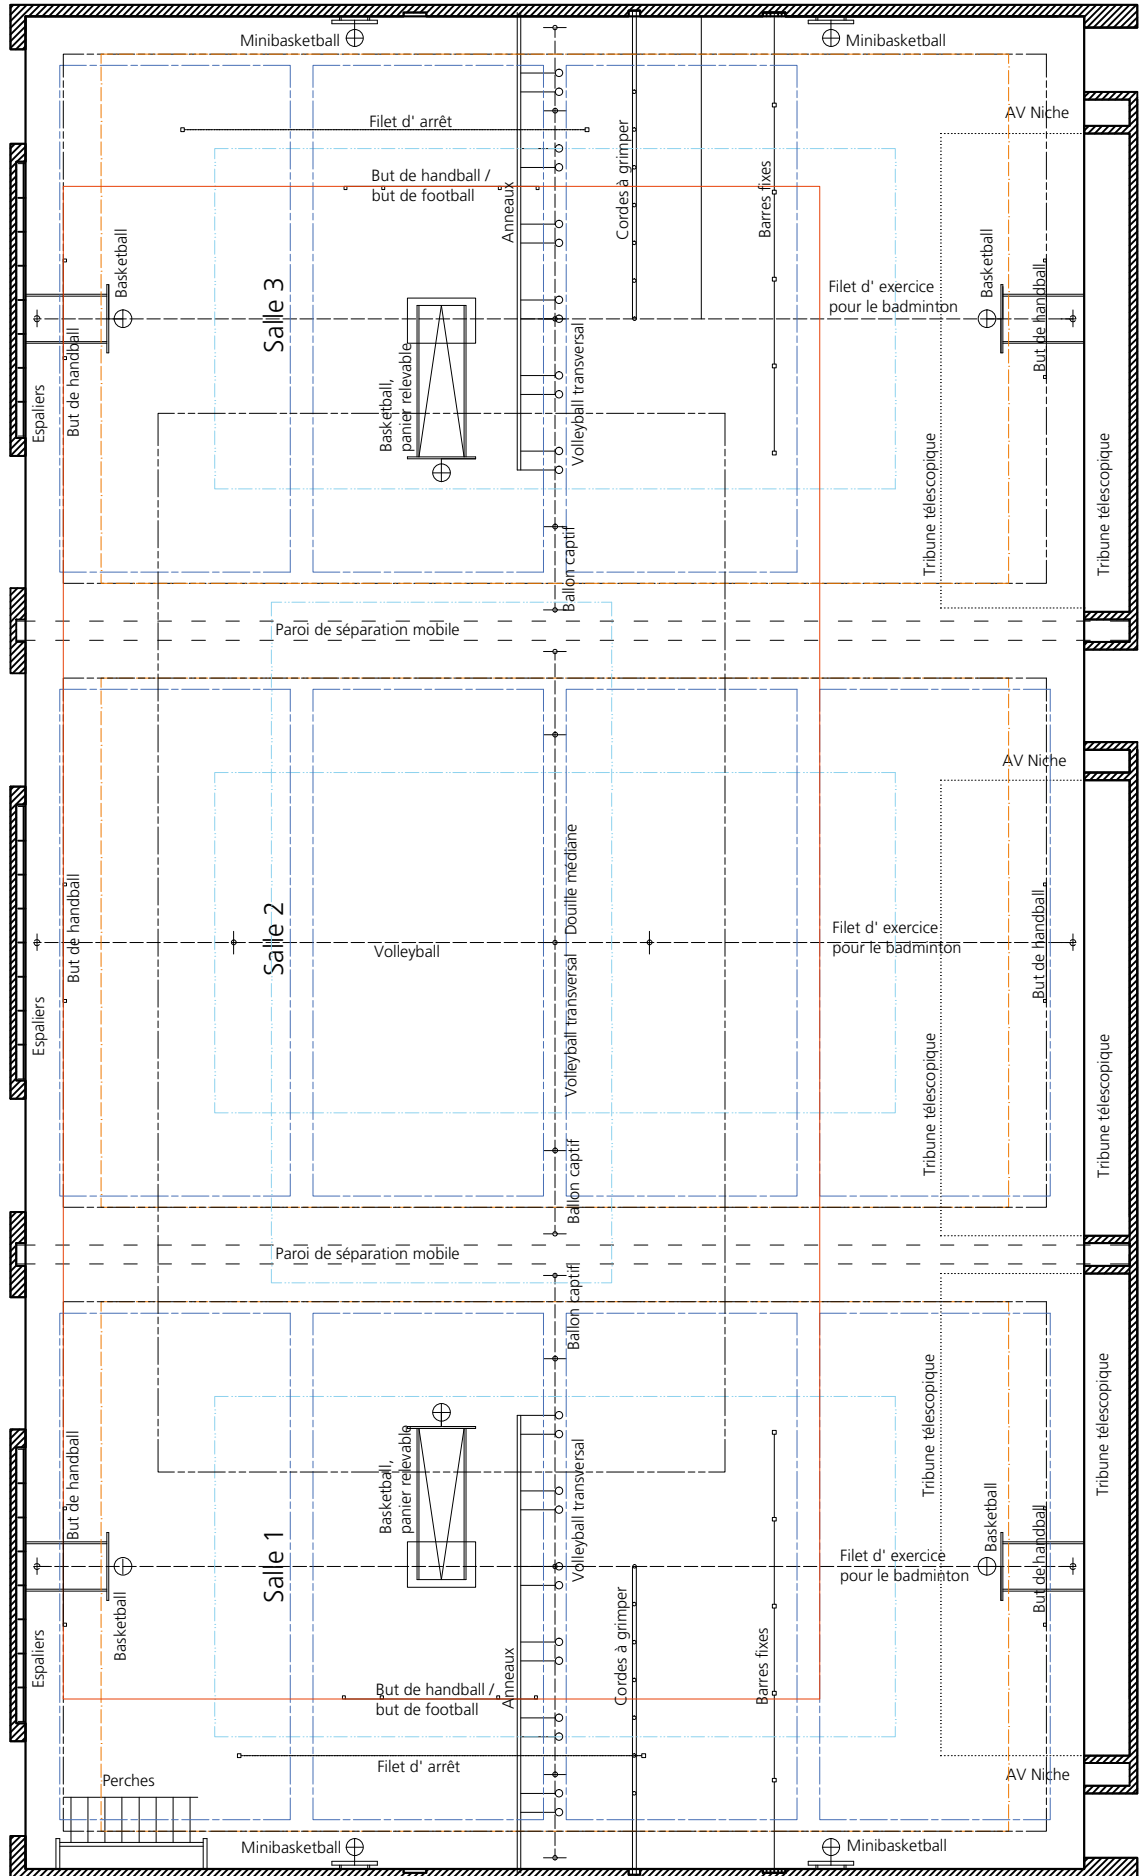 Minibasketball
Minibasketball
AV Niche
Filet d' arrêt
But de handball /
but de football
Anneaux
Cordes à grimper
Barres fixes
Basketball
Salle 3
Filet d' exercice
pour le badminton
Basketball
But de handball
Espaliers
But de handball
Basketball,
panier relevable
Volleyball transversal
Tribune télescopique
Tribune télescopique
Ballon captif
Paroi de séparation mobile
AV Niche
Espaliers
But de handball
Salle 2
Volleyball
Douille médiane
Volleyball transversal
Filet d' exercice
pour le badminton
But de handball
Tribune télescopique
Tribune télescopique
Ballon captif
Paroi de séparation mobile
Ballon captif
Tribune télescopique
Tribune télescopique
But de handball
Basketball,
panier relevable
Volleyball transversal
Basketball
Salle 1
Filet d' exercice
pour le badminton
But de handball
Espaliers
Basketball
Anneaux
Cordes à grimper
Barres fixes
But de handball /
but de football
Filet d' arrêt
Perches
AV Niche
Minibasketball
Minibasketball